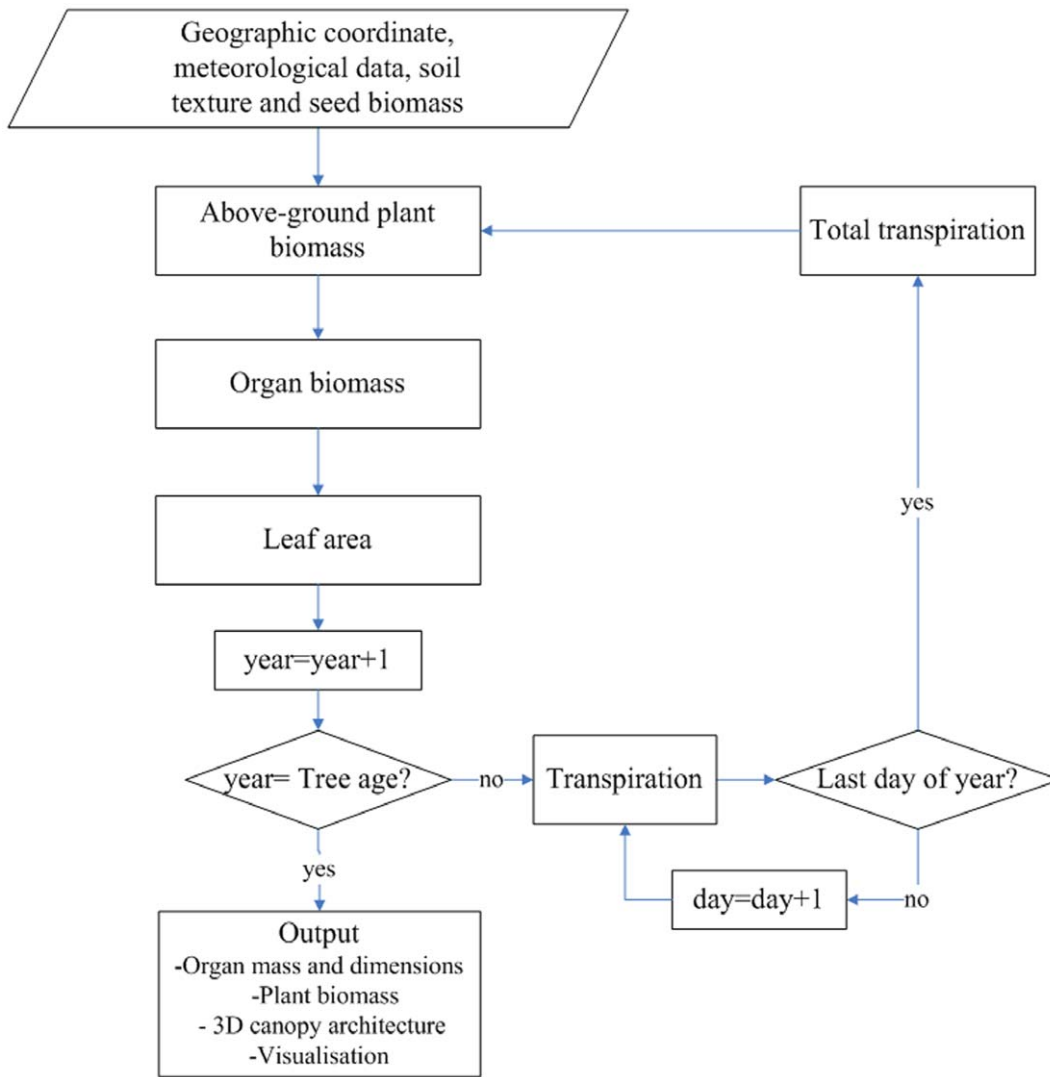 Geographic coordinate,
meteorological data, soil
texture and seed biomass
Above-ground plant
biomass
Total transpiration
Organ biomass
Leaf area
yes
year=year+1
year= Tree age?
no
Transpiration
Last day of year?
yes
day=day+1
no
Output
-Organ mass and dimensions
-Plant biomass
- 3D canopy architecture
-Visualisation